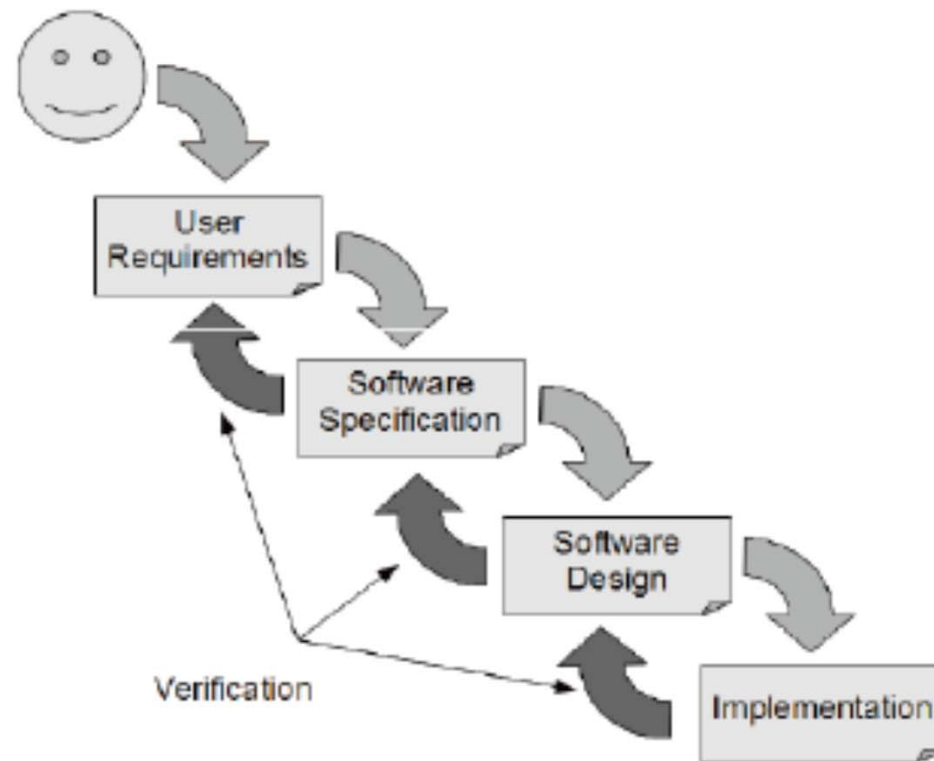 User
Requirements
Software
Specification
Software
Design
Verification
Implementation